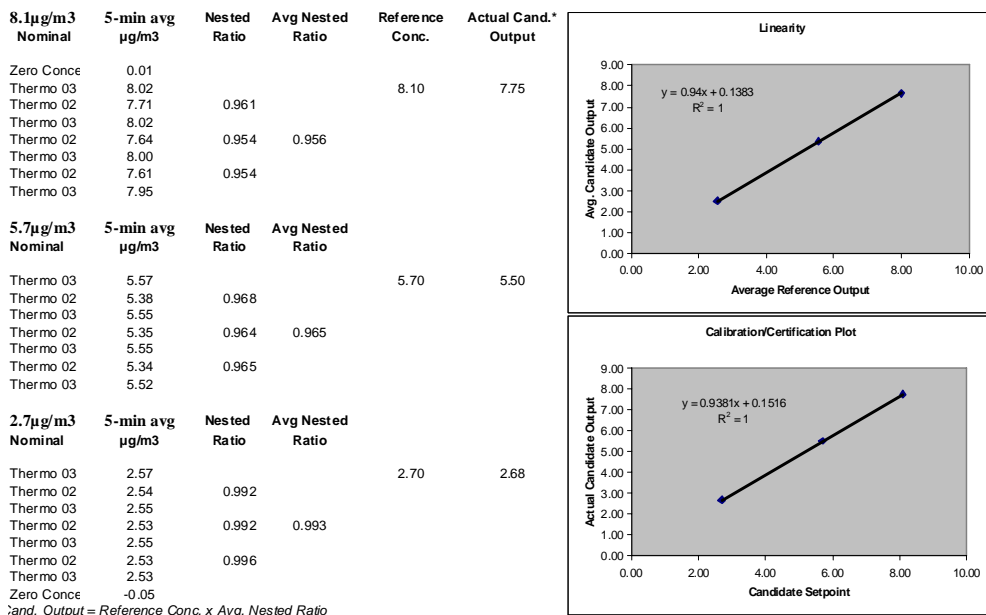 8.1µg/m3 5-min avg Nested Avg Nested Reference Actual Cand.*
Nominal µg/m3 Ratio Ratio Conc. Output
Zero Conce 0.01
Thermo 03 8.02 8.10 7.75
Thermo 02 7.71 0.961
Thermo 03 8.02
Thermo 02 7.64 0.954 0.956
Thermo 03 8.00
Thermo 02 7.61 0.954
Thermo 03 7.95
5.7µg/m3 5-min avg Nested Avg Nested
Nominal µg/m3 Ratio Ratio
Thermo 03 5.57 5.70 5.50
Thermo 02 5.38 0.968
Thermo 03 5.55
Thermo 02 5.35 0.964 0.965
Thermo 03 5.55
Thermo 02 5.34 0.965
Thermo 03 5.52
2.7µg/m3 5-min avg Nested Avg Nested
Nominal µg/m3 Ratio Ratio
Thermo 03 2.57 2.70 2.68
Thermo 02 2.54 0.992
Thermo 03 2.55
Thermo 02 2.53 0.992 0.993
Thermo 03 2.55
Thermo 02 2.53 0.996
Thermo 03 2.53
Zero Conce -0.05
Cand. Output = Reference Conc. x Avg. Nested Ratio
Linearity
y = 0.94x + 0.1383
R² = 1
Avg. Candidate Output
9.00
8.00
7.00
6.00
5.00
4.00
3.00
2.00
1.00
0.00
0.00 2.00 4.00 6.00 8.00 10.00
Average Reference Output
Calibration/Certification Plot
y = 0.9381x + 0.1516
R² = 1
Actual Candidate Output
9.00
8.00
7.00
6.00
5.00
4.00
3.00
2.00
1.00
0.00
0.00 2.00 4.00 6.00 8.00 10.00
Candidate Setpoint